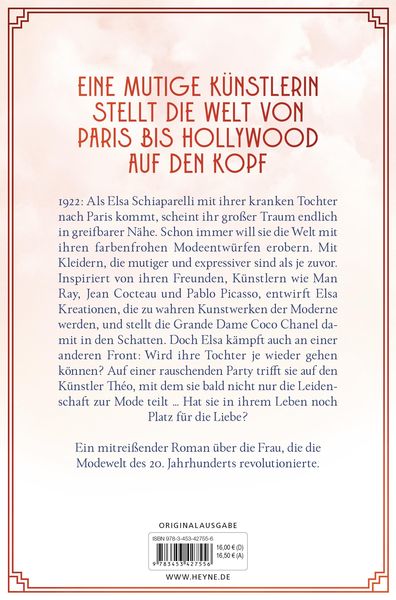 EINE MUTIGE KÜNSTLERIN
STELLT DIE WELT VON
PARIS BIS HOLLYWOOD
AUF DEN KOPF
1922: Als Elsa Schiaparelli mit ihrer kranken Tochter
nach Paris kommt, scheint ihr großer Traum endlich
in greifbarer Nähe. Schon immer will sie die Welt mit
ihren farbenfrohen Modeentwürfen erobern. Mit
Kleidern, die mutiger und expressiver sind als je zuvor.
Inspiriert von ihren Freunden, Künstlern wie Man
Ray, Jean Cocteau und Pablo Picasso, entwirft Elsa
Kreationen, die zu wahren Kunstwerken der Moderne
werden, und stellt die Grande Dame Coco Chanel da-
mit in den Schatten. Doch Elsa kämpft auch an einer
anderen Front: Wird ihre Tochter je wieder gehen
können? Auf einer rauschenden Party trifft sie auf den
Künstler Théo, mit dem sie bald nicht nur die Leiden-
schaft zur Mode teilt ... Hat sie in ihrem Leben noch
Platz für die Liebe?
Ein mitreißender Roman über die Frau, die die
Modewelt des 20. Jahrhunderts revolutionierte.
ORIGINALAUSGABE
ISBN 978-3-453-42755-6
16,00 € (D)
16,50 € (A)
9 783453 427556
WWW.HEYNE.DE